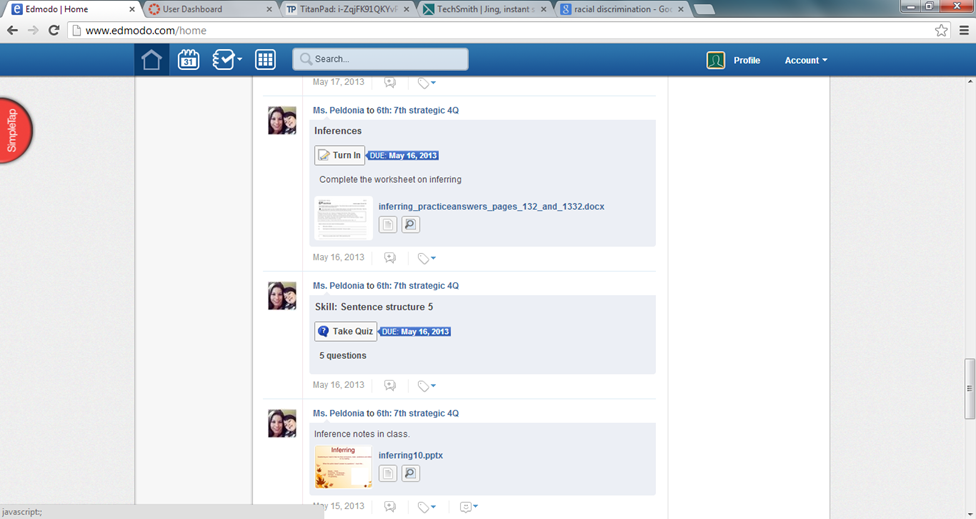 Edmodo | Home
User Dashboard
TitanPad: i-ZqjFK91QKYv
TechSmith | Jing, instant s
racial discrimination - Goo
www.edmodo.com/home
31
Search...
Profile
Account
SimpleTap
May 17, 2013
Ms. Peldonia to 6th: 7th strategic 4Q
Inferences
Turn In DUE: May 16, 2013
Complete the worksheet on inferring
inferring_practiceanswers_pages_132_and_1332.docx
May 16, 2013
Ms. Peldonia to 6th: 7th strategic 4Q
Skill: Sentence structure 5
Take Quiz DUE: May 16, 2013
5 questions
May 16, 2013
Ms. Peldonia to 6th: 7th strategic 4Q
Inference notes in class.
Inferring
inferring10.pptx
May 15, 2013
javascript:;